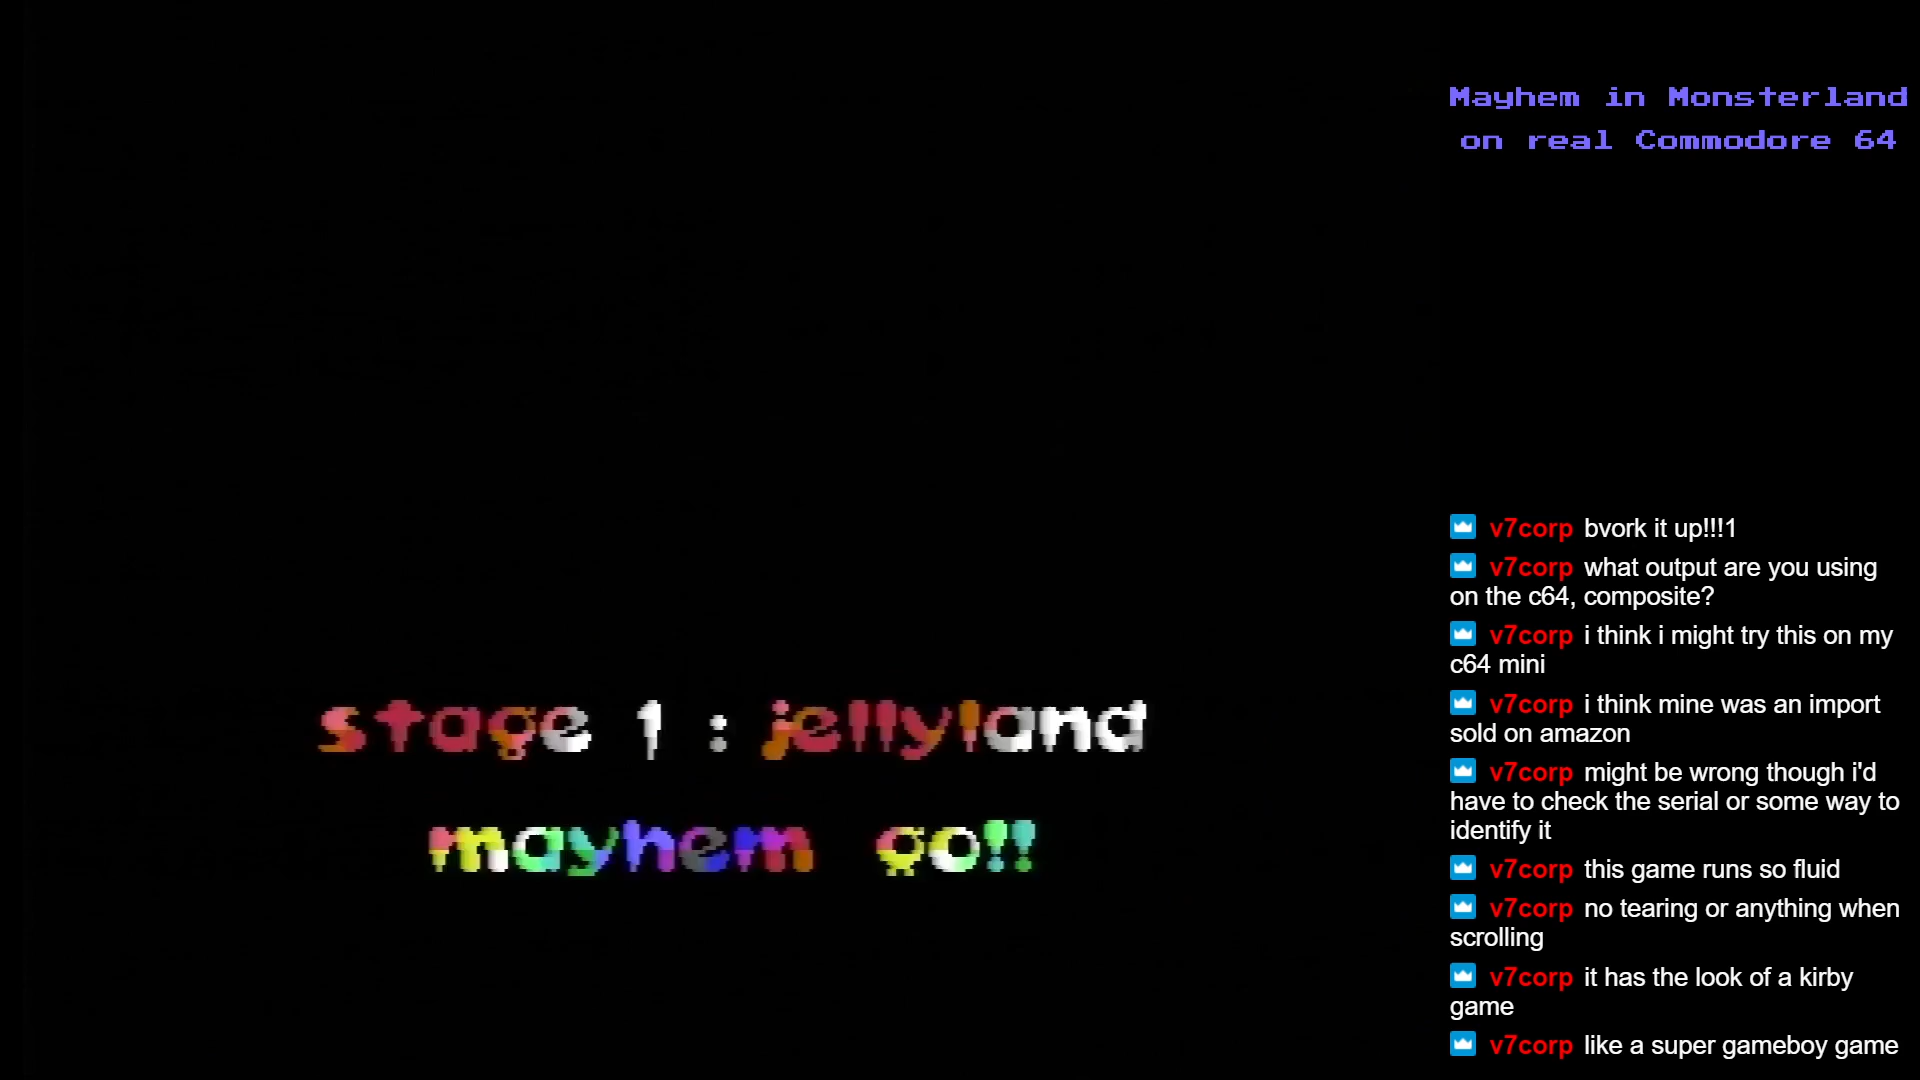 Mayhem in Monsterland
on real Commodore 64
v7corp bvork it up!!!1
v7corp what output are you using
on the c64, composite?
v7corp i think i might try this on my
c64 mini
v7corp i think mine was an import
sold on amazon
v7corp might be wrong though i'd
have to check the serial or some way to
identify it
v7corp this game runs so fluid
v7corp no tearing or anything when
scrolling
v7corp it has the look of a kirby
game
v7corp like a super gameboy game
stage 1 : jellyland
mayhem go!!